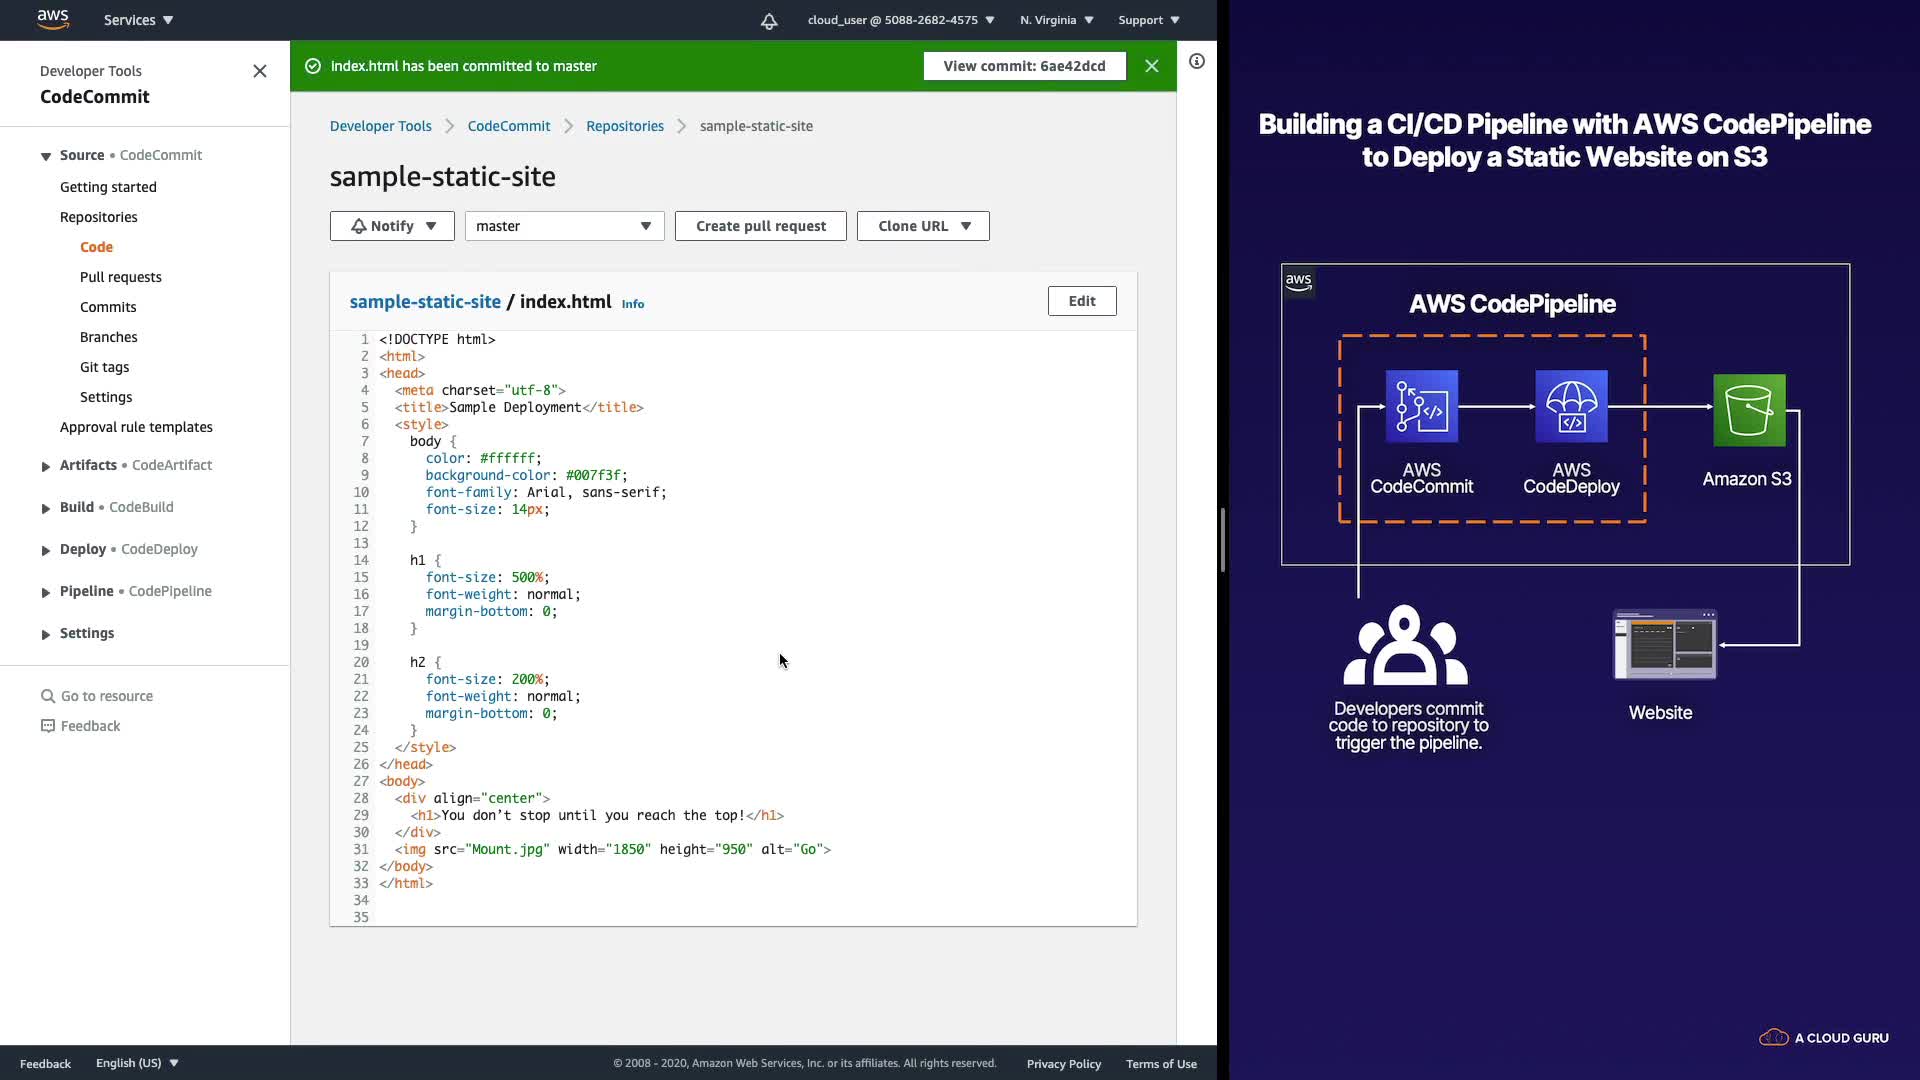 aws
Services
cloud_user @ 5088-2682-4575
N. Virginia
Support
Developer Tools
CodeCommit
Source • CodeCommit
Getting started
Repositories
Code
Pull requests
Commits
Branches
Git tags
Settings
Approval rule templates
Artifacts • CodeArtifact
Build • CodeBuild
Deploy • CodeDeploy
Pipeline • CodePipeline
Settings
Go to resource
Feedback
index.html has been committed to master
View commit: 6ae42dcd
Developer Tools
CodeCommit
Repositories
sample-static-site
sample-static-site
Notify
master
Create pull request
Clone URL
sample-static-site / index.html Info
Edit
1 <!DOCTYPE html>
2 <html>
3 <head>
4   <meta charset="utf-8">
5   <title>Sample Deployment</title>
6   <style>
7     body {
8       color: #ffffff;
9       background-color: #007f3f;
10       font-family: Arial, sans-serif;
11       font-size: 14px;
12     }
13
14     h1 {
15       font-size: 500%;
16       font-weight: normal;
17       margin-bottom: 0;
18     }
19
20     h2 {
21       font-size: 200%;
22       font-weight: normal;
23       margin-bottom: 0;
24     }
25   </style>
26 </head>
27 <body>
28   <div align="center">
29     <h1>You don’t stop until you reach the top!</h1>
30   </div>
31   <img src="Mount.jpg" width="1850" height="950" alt="Go">
32 </body>
33 </html>
34
35
Feedback
English (US)
© 2008 - 2020, Amazon Web Services, Inc. or its affiliates. All rights reserved.
Privacy Policy
Terms of Use
Building a CI/CD Pipeline with AWS CodePipeline
to Deploy a Static Website on S3
aws
AWS CodePipeline
AWS
CodeCommit
AWS
CodeDeploy
Amazon S3
Developers commit
code to repository to
trigger the pipeline.
Website
A CLOUD GURU